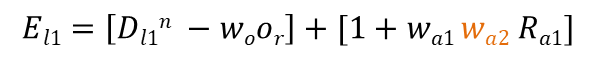 E_{l1} = [D_{l1}^{n} − w_o o_r] + [1 + w_{a1} w_{a2} R_{a1}]